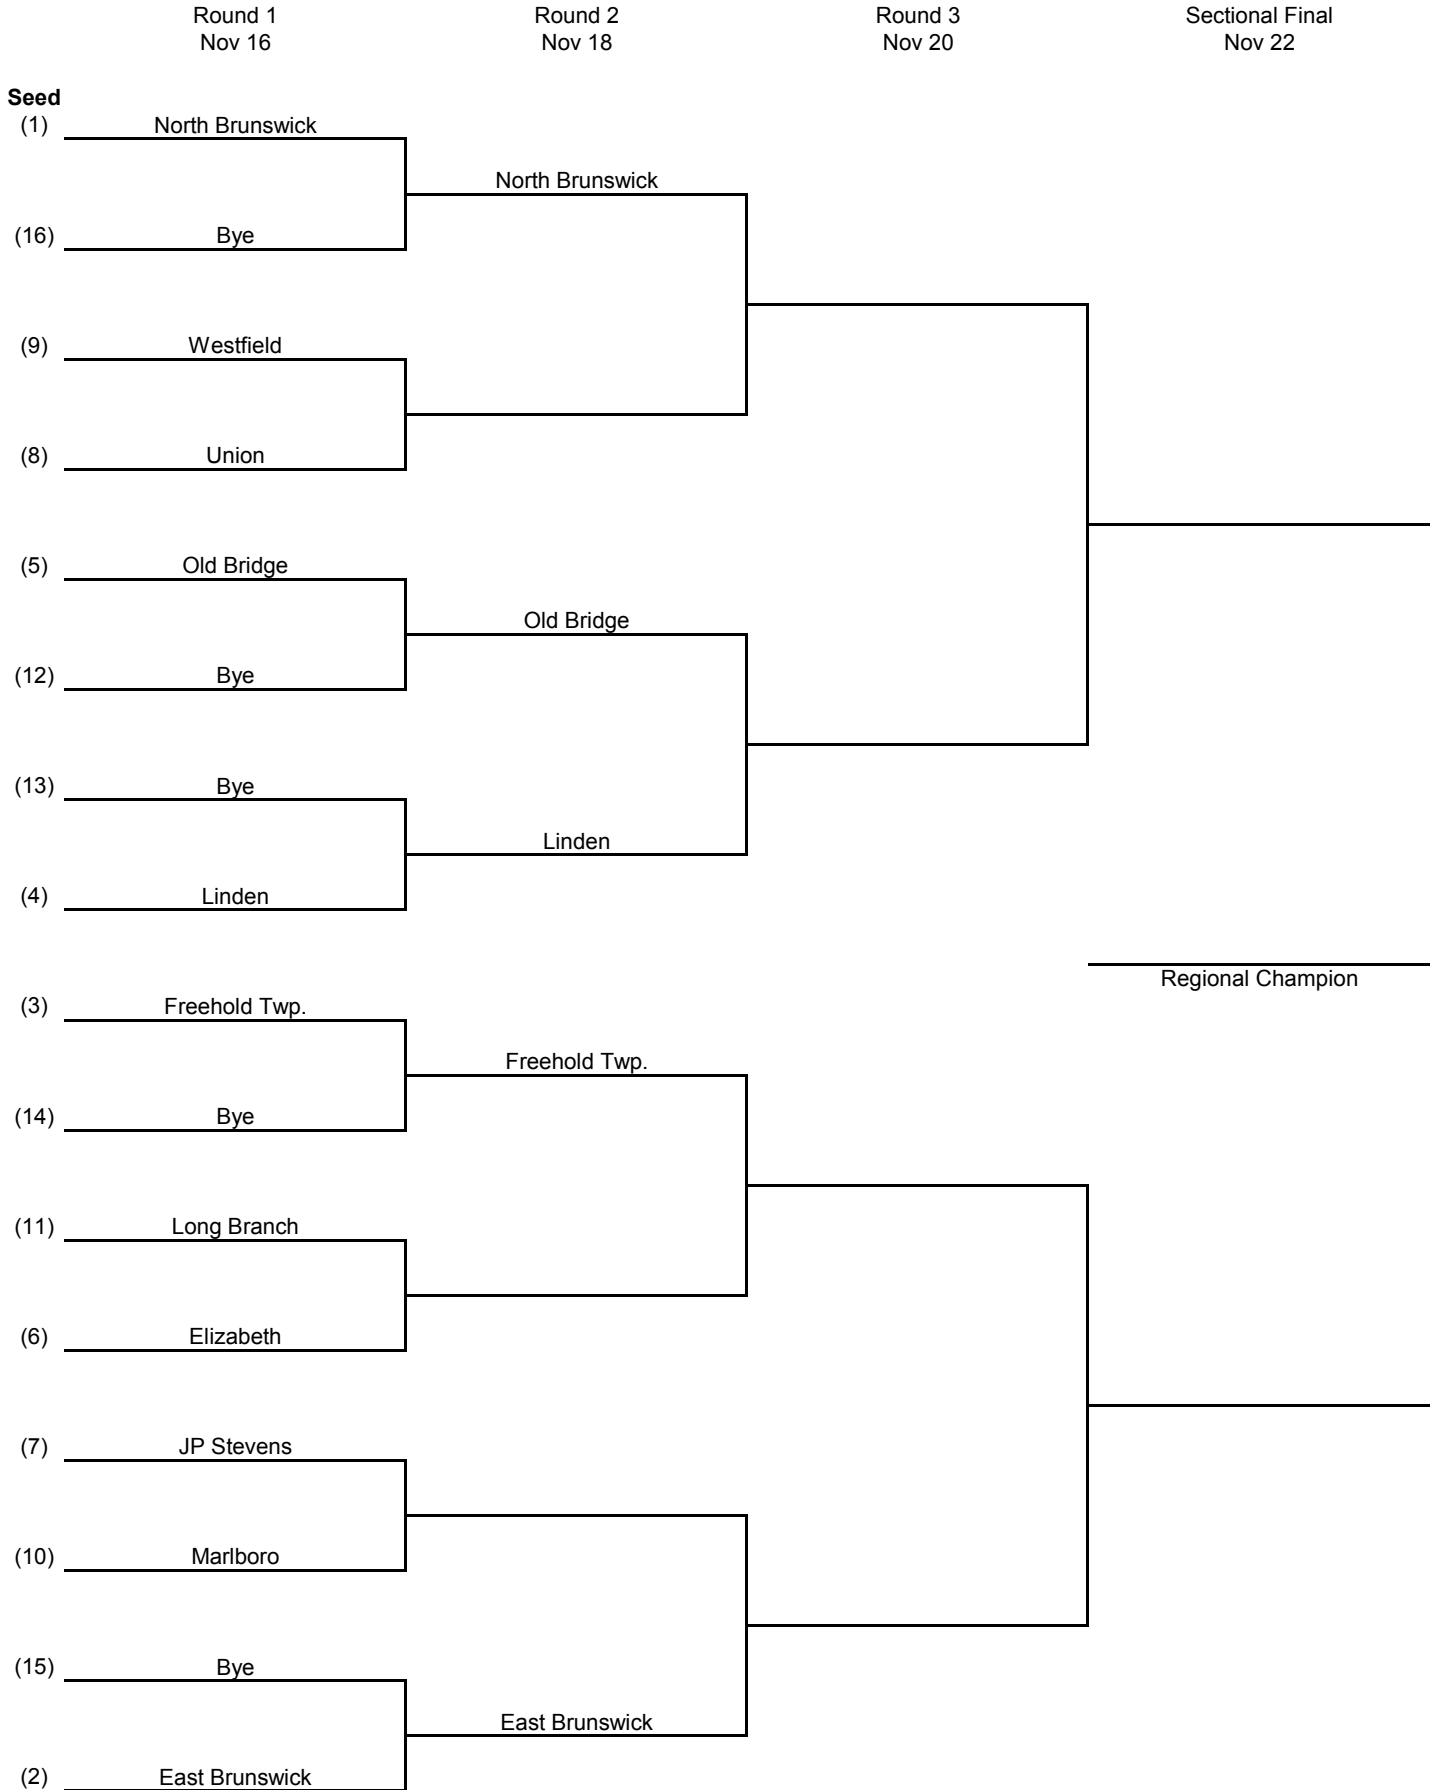 Round 1 Round 2 Round 3 Sectional Final
Nov 16 Nov 18 Nov 20 Nov 22
Seed
(1) North Brunswick
North Brunswick
(16) Bye
(9) Westfield
(8) Union
(5) Old Bridge
Old Bridge
(12) Bye
(13) Bye
Linden
(4) Linden
Regional Champion
(3) Freehold Twp.
Freehold Twp.
(14) Bye
(11) Long Branch
(6) Elizabeth
(7) JP Stevens
(10) Marlboro
(15) Bye
East Brunswick
(2) East Brunswick